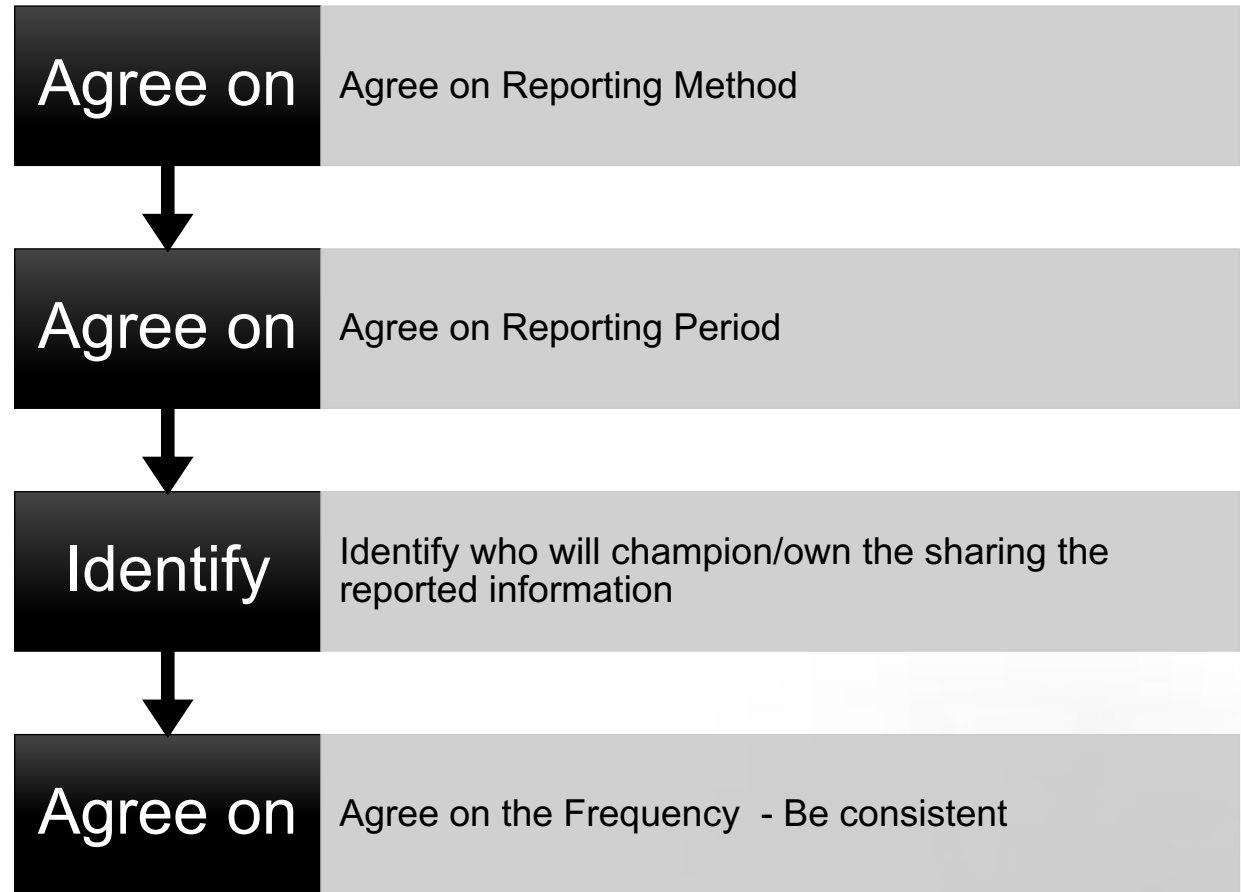 Agree on
Agree on Reporting Method
Agree on
Agree on Reporting Period
Identify
Identify who will champion/own the sharing the
reported information
Agree on
Agree on the Frequency  - Be consistent